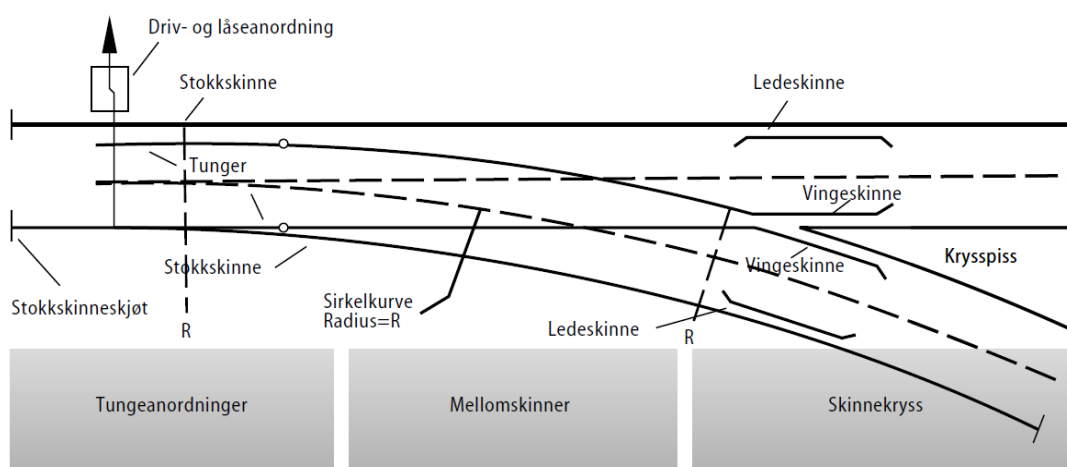 Driv- og låseanordning
Stokkskinne
Ledeskinne
Tunger
Vingeskinne
Stokkskinne
Vingeskinne
Krysspiss
Stokkskinneskjøt
Sirkelkurve
Radius=R
Ledeskinne
R
R
Tungeanordninger
Mellomskinner
Skinnekryss